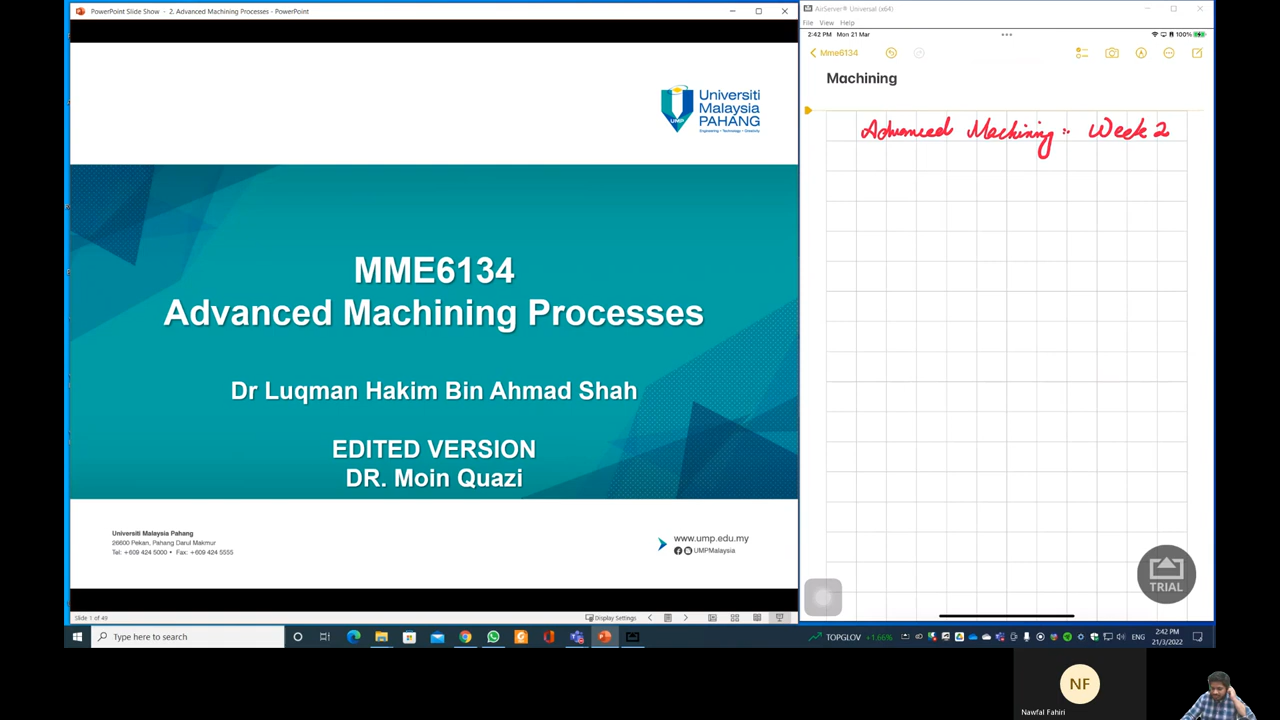 PowerPoint Slide Show - 2. Advanced Machining Processes - PowerPoint
Universiti
Malaysia
PAHANG
UMP
Engineering • Technology • Creativity
MME6134
Advanced Machining Processes
Dr Luqman Hakim Bin Ahmad Shah
EDITED VERSION
DR. Moin Quazi
Universiti Malaysia Pahang
26600 Pekan, Pahang Darul Makmur
Tel: +609 424 5000 • Fax: +609 424 5555
www.ump.edu.my
UMPMalaysia
Slide 1 of 49
Display Settings
AirServer Universal (x64)
File View Help
2:42 PM Mon 21 Mar
100%
Mme6134
Machining
Advanced Machining : Week 2
TRIAL
Type here to search
TOPGLOV +1.66%
ENG
2:42 PM
21/3/2022
NF
Nawfal Fahiri